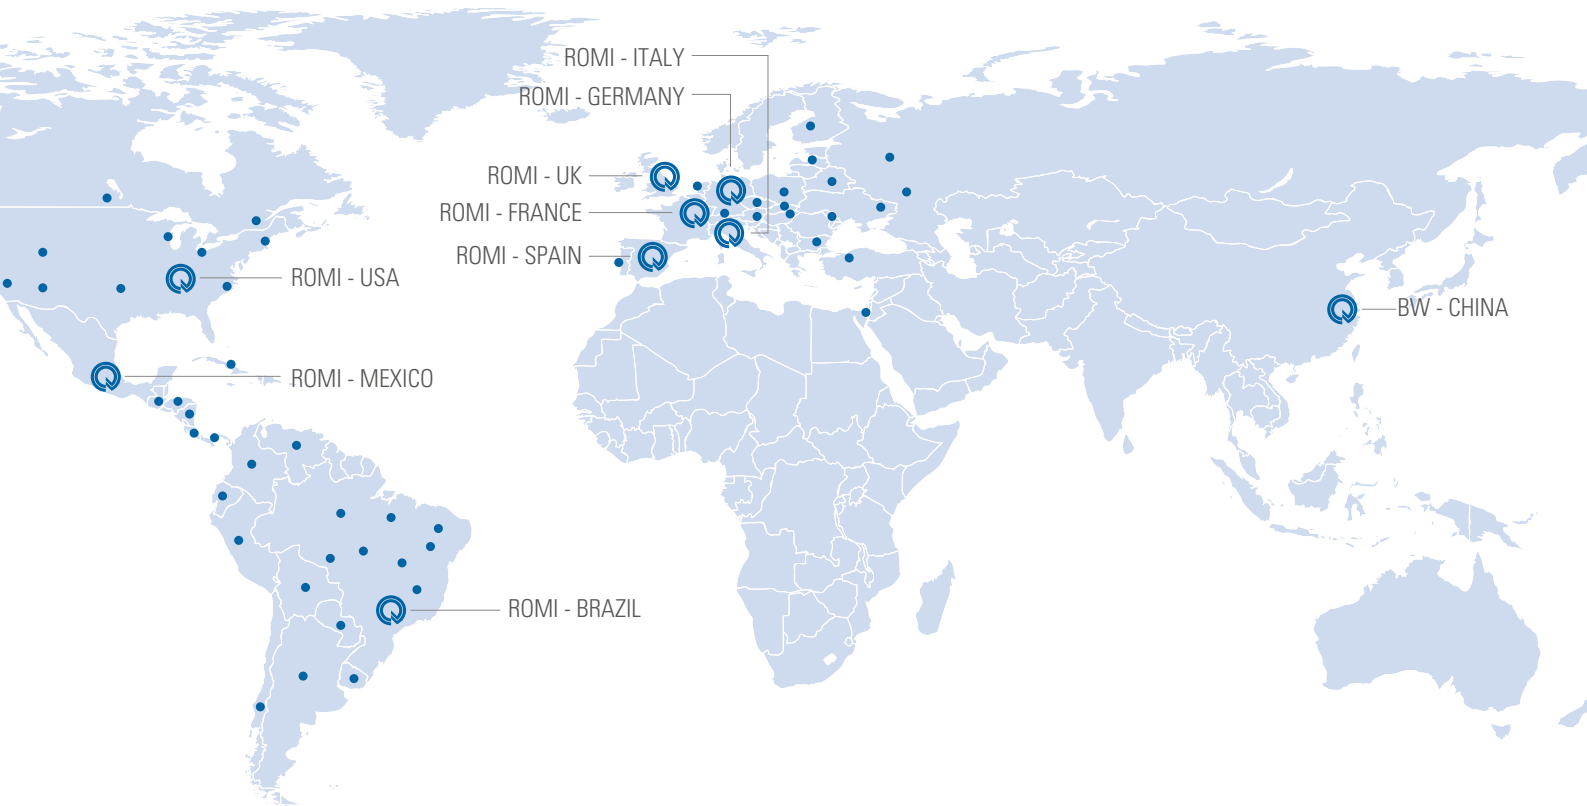 ROMI - ITALY
ROMI - GERMANY
ROMI - UK
ROMI - FRANCE
ROMI - SPAIN
ROMI - USA
BW - CHINA
ROMI - MEXICO
ROMI - BRAZIL